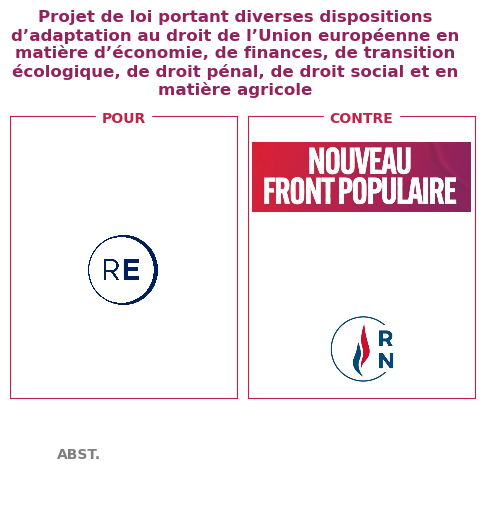 Projet de loi portant diverses dispositions
d’adaptation au droit de l’Union européenne en
matière d’économie, de finances, de transition
écologique, de droit pénal, de droit social et en
matière agricole
POUR
CONTRE
NOUVEAU
FRONT POPULAIRE
RE
R
N
ABST.